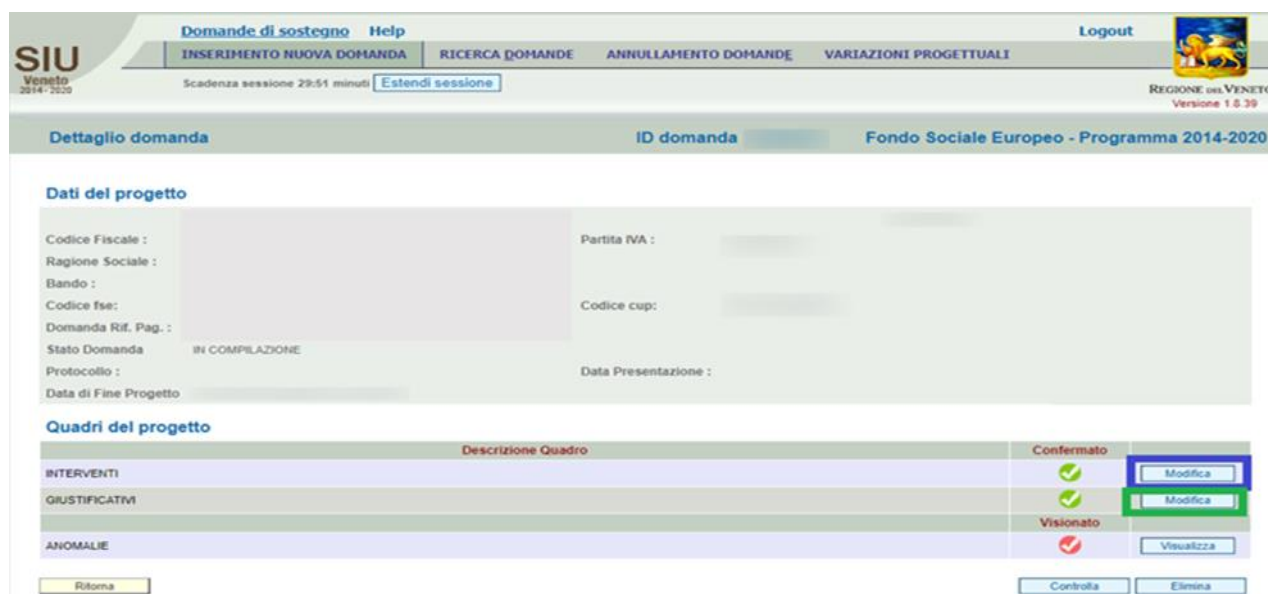 Domande di sostegno Help Logout
SIU
Veneto
2014-2020
INSERIMENTO NUOVA DOMANDA RICERCA DOMANDE ANNULLAMENTO DOMANDE VARIAZIONI PROGETTUALI
Scadenza sessione 29:51 minuti Estendi sessione
REGIONE DEL VENETO
Versione 1.8.39
Dettaglio domanda ID domanda Fondo Sociale Europeo - Programma 2014-2020
Dati del progetto
Codice Fiscale : Partita IVA :
Ragione Sociale :
Bando :
Codice fse: Codice cup:
Domanda Rif. Pag. :
Stato Domanda IN COMPILAZIONE
Protocollo : Data Presentazione :
Data di Fine Progetto
Quadri del progetto
Descrizione Quadro Confermato
INTERVENTI Modifica
GIUSTIFICATIVI Modifica
Visionato
ANOMALIE Visualizza
Ritorna Controlla Elimina